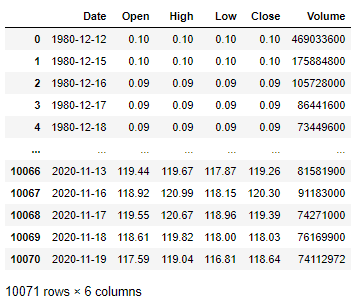 Date Open High Low Close Volume
0 1980-12-12 0.10 0.10 0.10 0.10 469033600
1 1980-12-15 0.10 0.10 0.10 0.10 175884800
2 1980-12-16 0.09 0.09 0.09 0.09 105728000
3 1980-12-17 0.09 0.09 0.09 0.09 86441600
4 1980-12-18 0.09 0.09 0.09 0.09 73449600
... ... ... ... ... ... ...
10066 2020-11-13 119.44 119.67 117.87 119.26 81581900
10067 2020-11-16 118.92 120.99 118.15 120.30 91183000
10068 2020-11-17 119.55 120.67 118.96 119.39 74271000
10069 2020-11-18 118.61 119.82 118.00 118.03 76169900
10070 2020-11-19 117.59 119.04 116.81 118.64 74112972
10071 rows × 6 columns